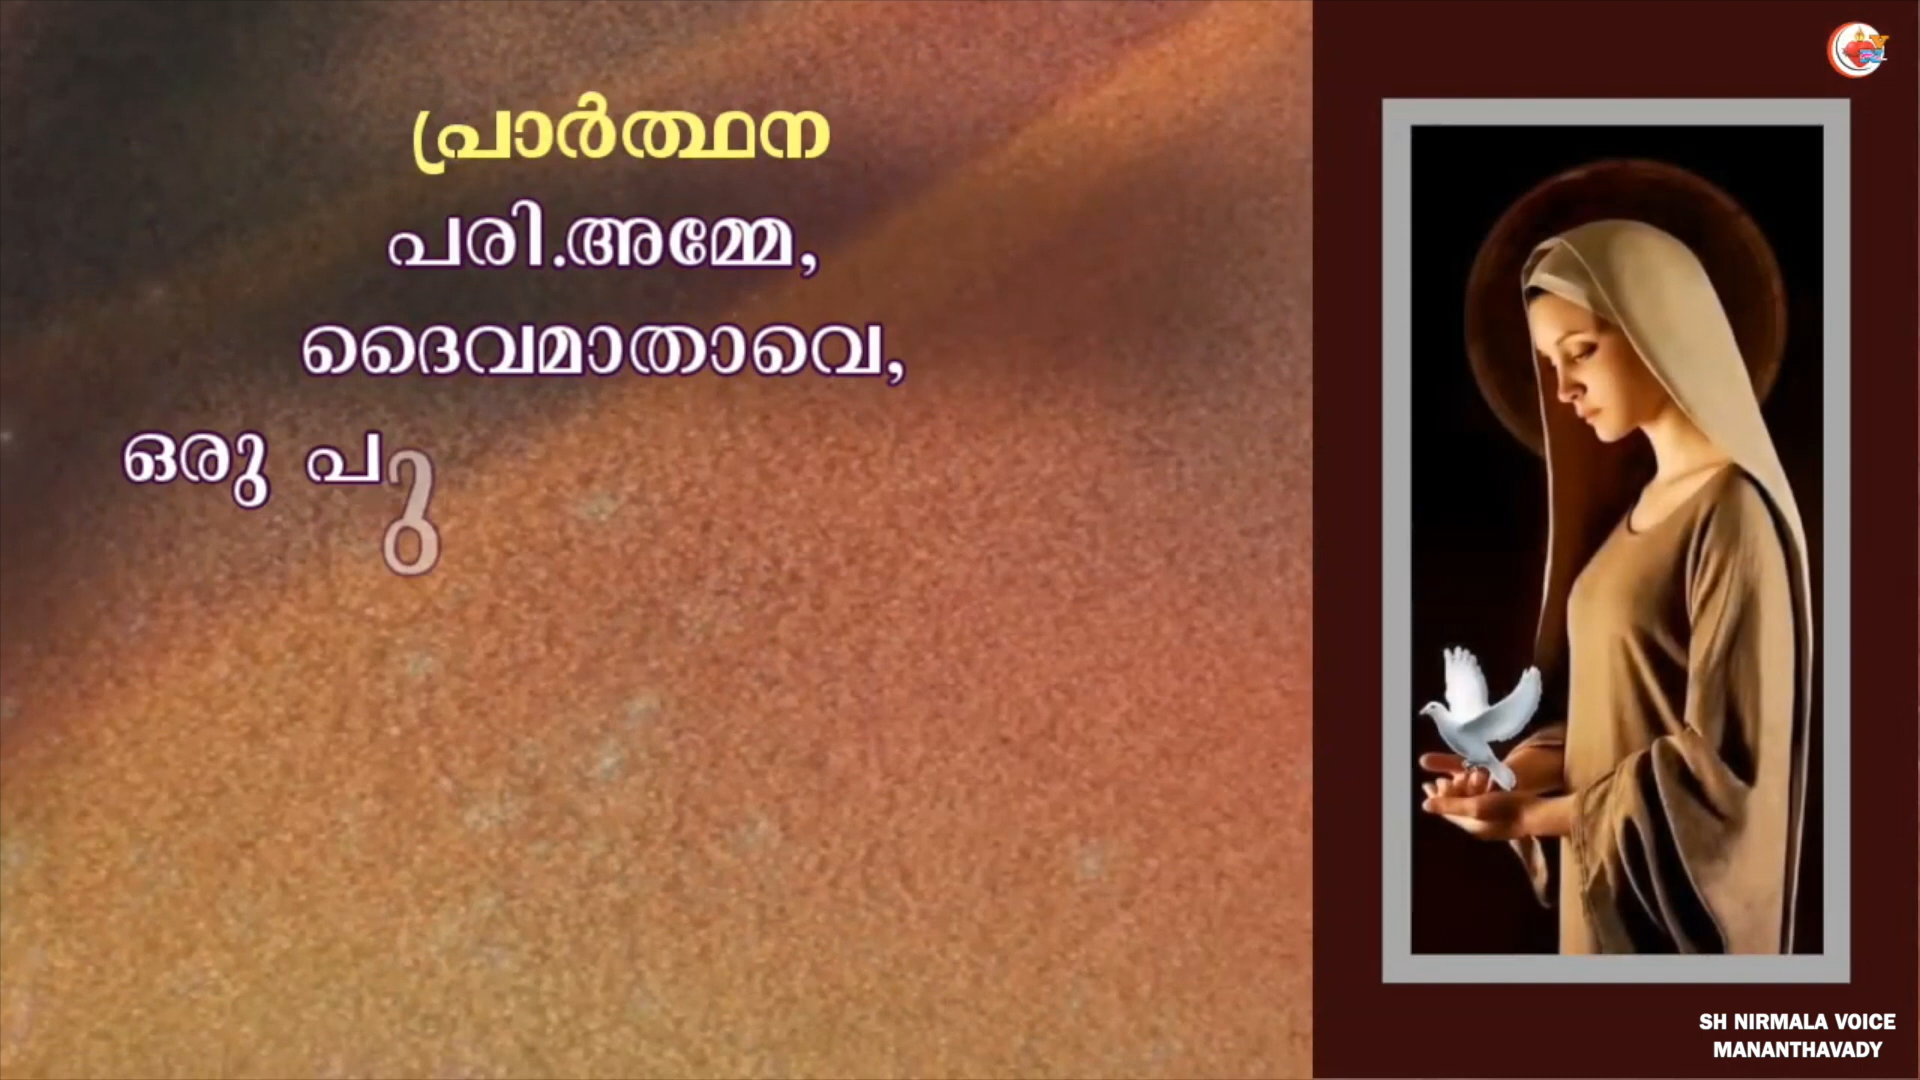 പ്രാർത്ഥന
പരി.അമ്മേ,
ദൈവമാതാവെ,
ഒരു പു
SH NIRMALA VOICE
MANANTHAVADY